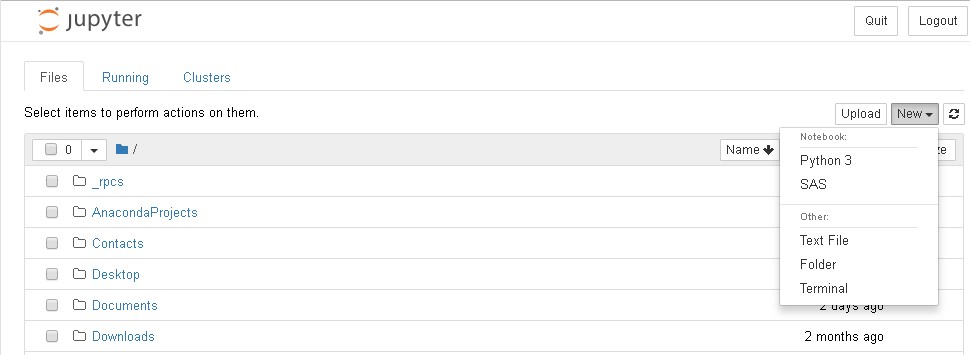 jupyter
Quit Logout
Files Running Clusters
Select items to perform actions on them.
Upload New
0 / Name ze
Notebook:
Python 3
SAS
Other:
Text File
Folder
Terminal
_rpcs
AnacondaProjects
Contacts
Desktop
Documents 2 days ago
Downloads 2 months ago